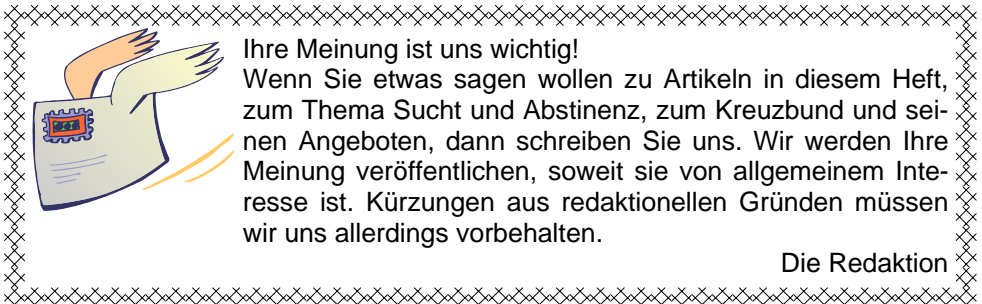 Ihre Meinung ist uns wichtig!
Wenn Sie etwas sagen wollen zu Artikeln in diesem Heft,
zum Thema Sucht und Abstinenz, zum Kreuzbund und sei-
nen Angeboten, dann schreiben Sie uns. Wir werden Ihre
Meinung veröffentlichen, soweit sie von allgemeinem Inte-
resse ist. Kürzungen aus redaktionellen Gründen müssen
wir uns allerdings vorbehalten.
Die Redaktion